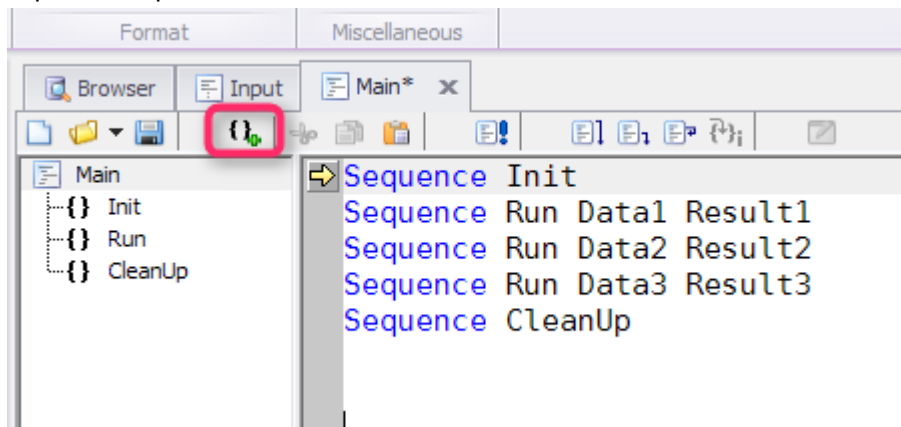 Format Miscellaneous
Browser Input Main*
Main
{} Init
{} Run
{} CleanUp
Sequence Init
Sequence Run Data1 Result1
Sequence Run Data2 Result2
Sequence Run Data3 Result3
Sequence CleanUp